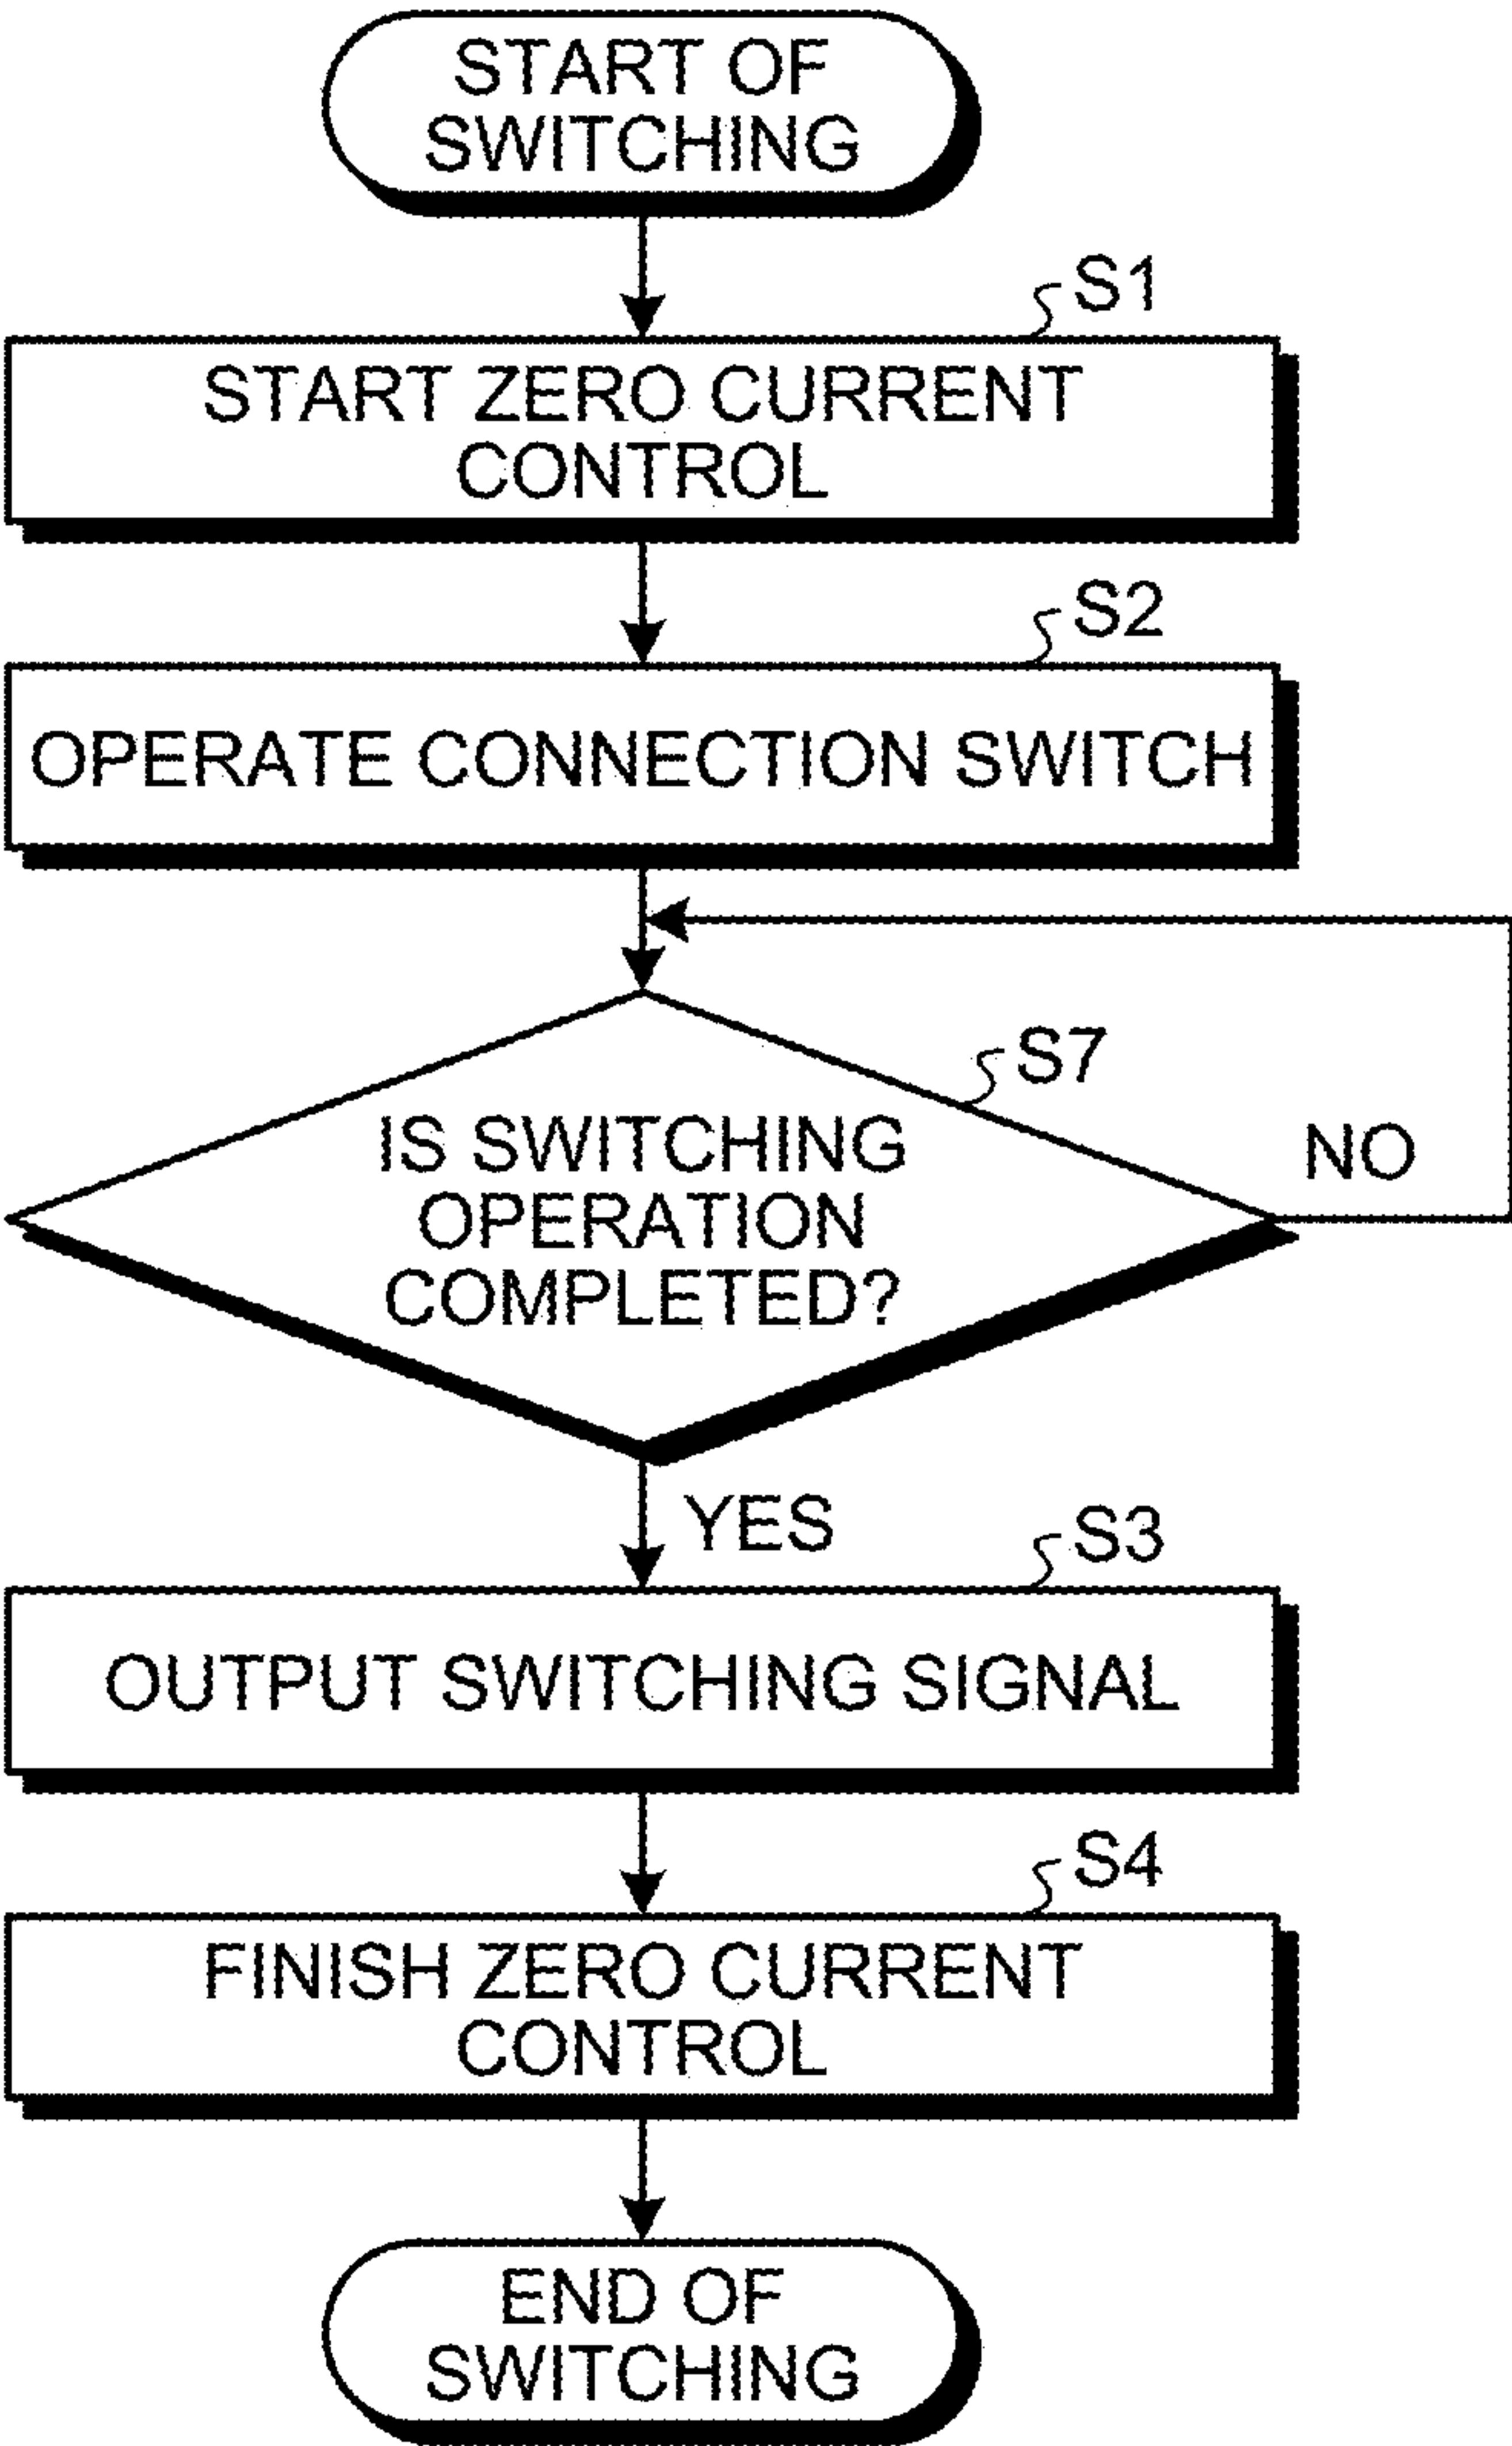 START OF
SWITCHING
S1
START ZERO CURRENT
CONTROL
S2
OPERATE CONNECTION SWITCH
S7
IS SWITCHING
OPERATION
COMPLETED?
NO
YES
S3
OUTPUT SWITCHING SIGNAL
S4
FINISH ZERO CURRENT
CONTROL
END OF
SWITCHING